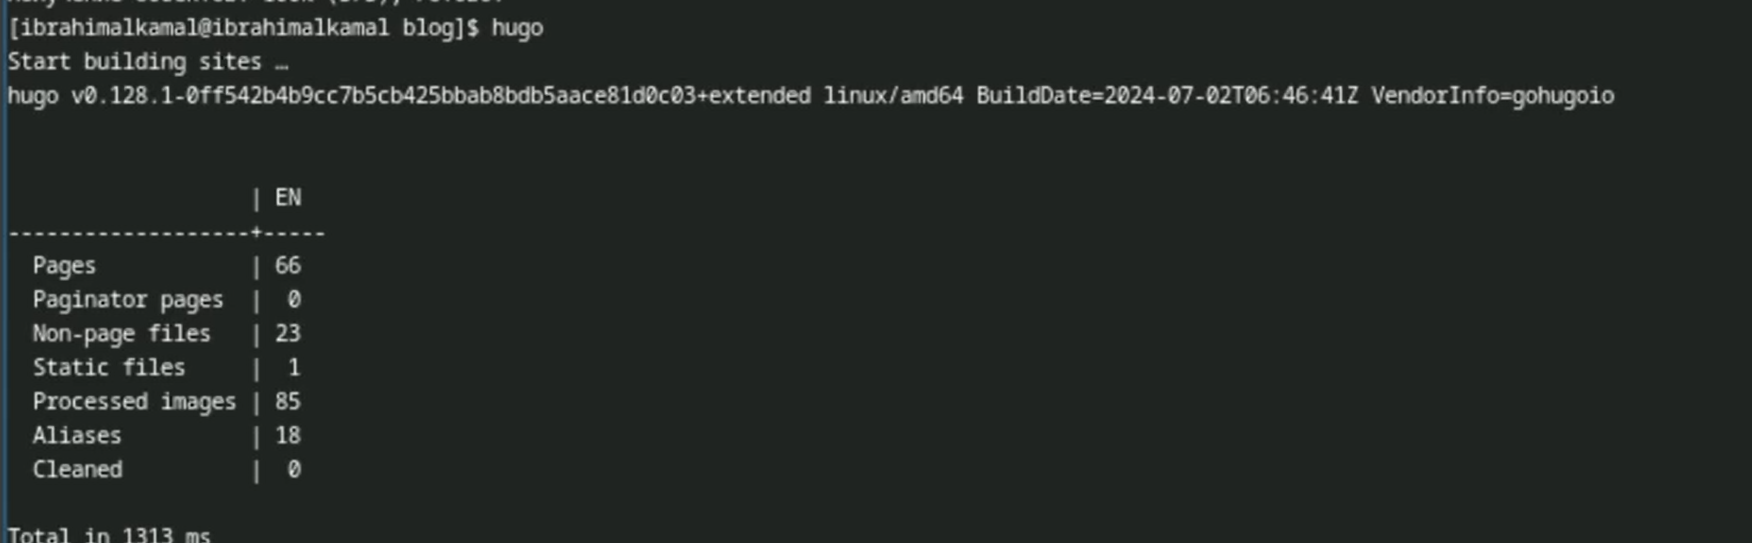 [ibrahimalkamal@ibrahimalkamal blog]$ hugo
Start building sites …
hugo v0.128.1-0ff542b4b9cc7b5cb425bbab8bdb5aace81d0c03+extended linux/amd64 BuildDate=2024-07-02T06:46:41Z VendorInfo=gohugoio
| EN
-------------------+-----
Pages | 66
Paginator pages | 0
Non-page files | 23
Static files | 1
Processed images | 85
Aliases | 18
Cleaned | 0
Total in 1313 ms